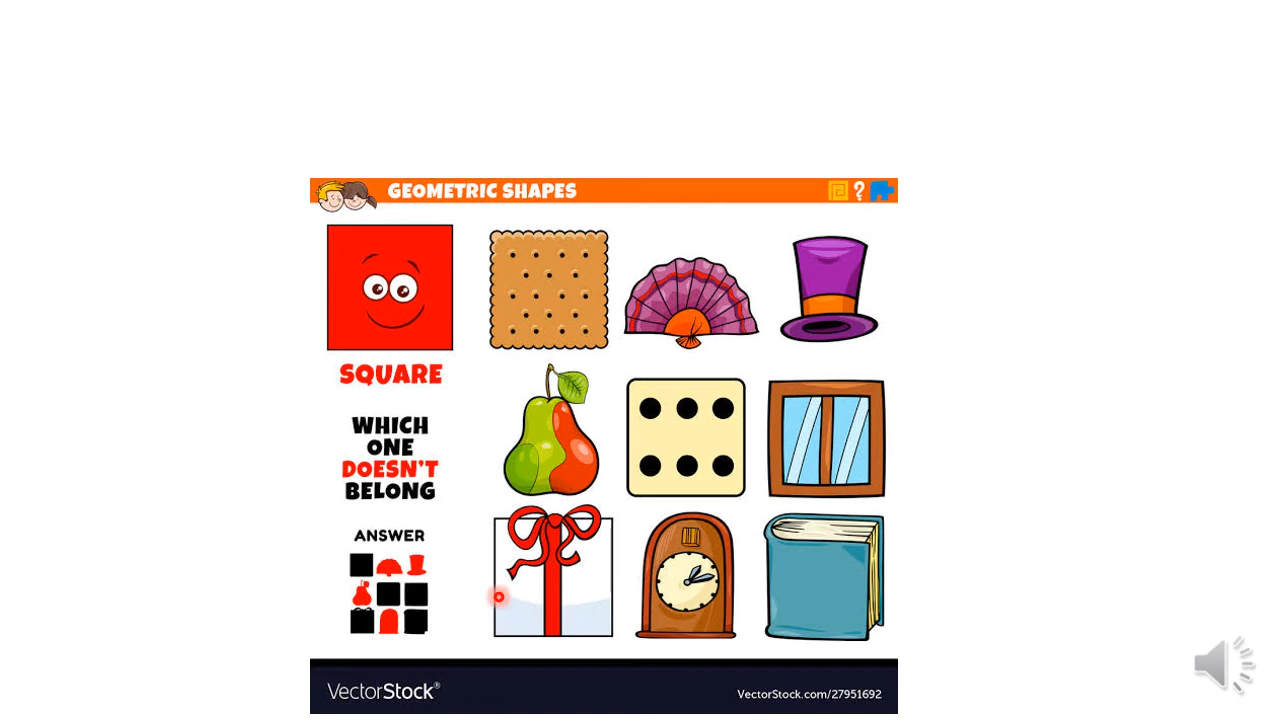 GEOMETRIC SHAPES
?
SQUARE
WHICH
ONE
DOESN'T
BELONG
ANSWER
VectorStock®
VectorStock.com/27951692